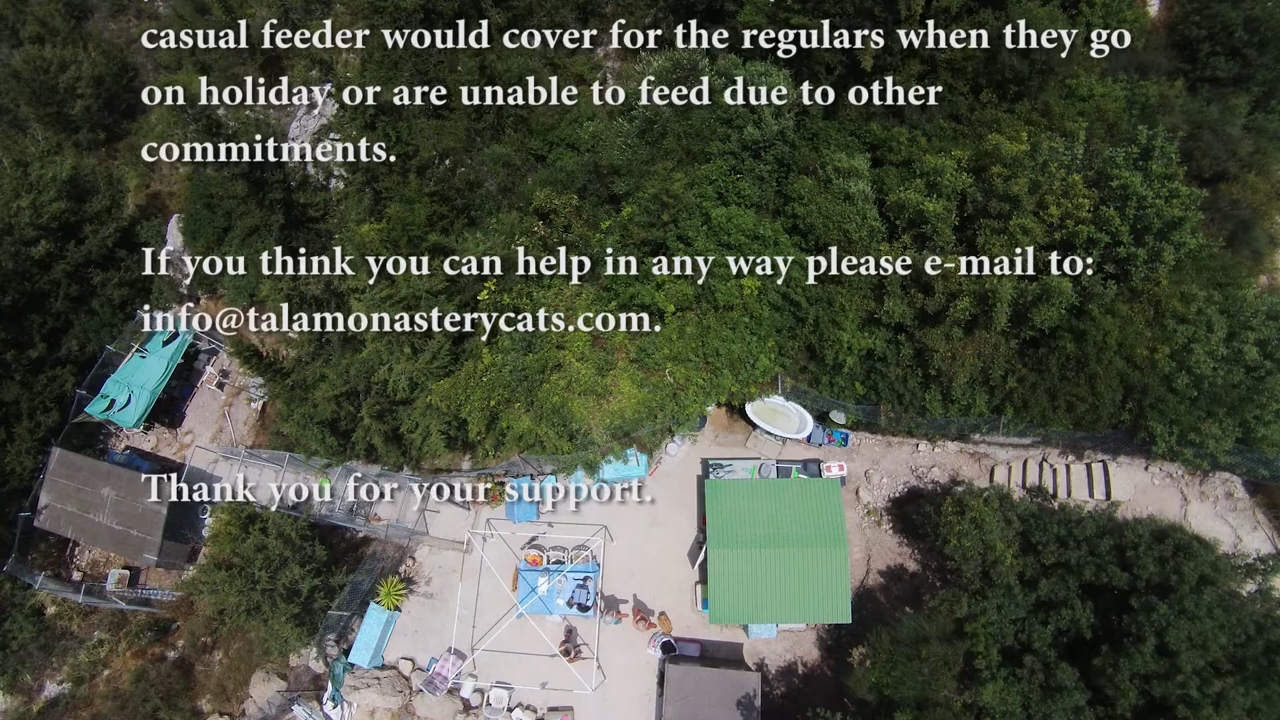 casual feeder would cover for the regulars when they go
on holiday or are unable to feed due to other
commitments.
If you think you can help in any way please e-mail to:
info@talamonasterycats.com.
Thank you for your support.